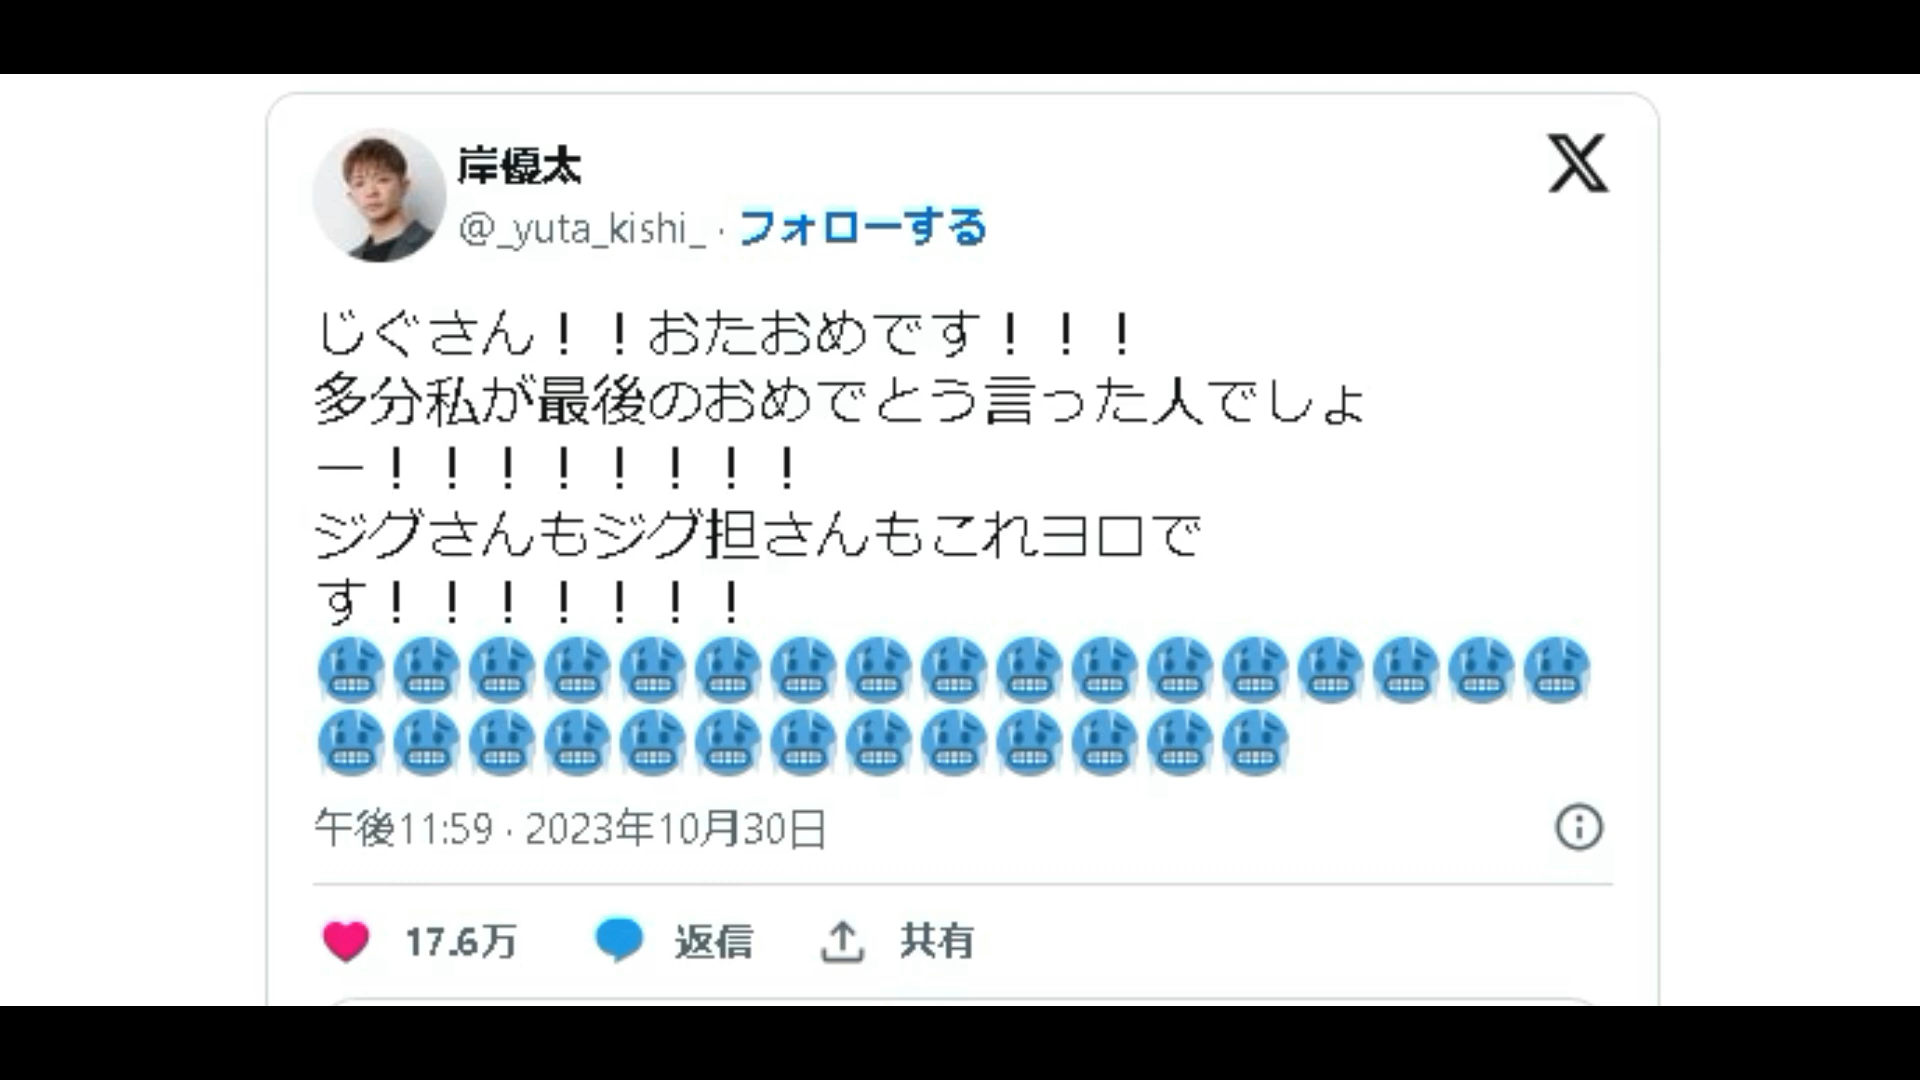 岸優太
@_yuta_kishi_ · フォローする
じぐさん！！おたおめです！！！
多分私が最後のおめでとう言った人でしょ
ー！！！！！！！！
ジグさんもジグ担さんもこれヨロで
す！！！！！！！
🥶🥶🥶🥶🥶🥶🥶🥶🥶🥶🥶🥶🥶🥶🥶🥶🥶
🥶🥶🥶🥶🥶🥶🥶🥶🥶🥶🥶🥶🥶
午後11:59 · 2023年10月30日
17.6万 返信 共有